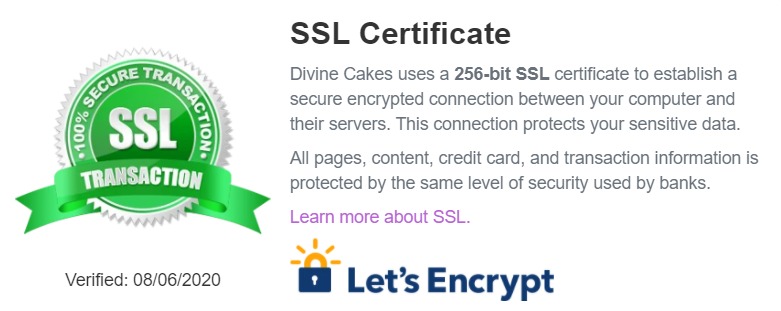 SSL Certificate
Divine Cakes uses a 256-bit SSL certificate to establish a
secure encrypted connection between your computer and
their servers. This connection protects your sensitive data.
All pages, content, credit card, and transaction information is
protected by the same level of security used by banks.
Learn more about SSL.
Let's Encrypt
· 100% SECURE TRANSACTION ·
SSL
TRANSACTION
Verified: 08/06/2020